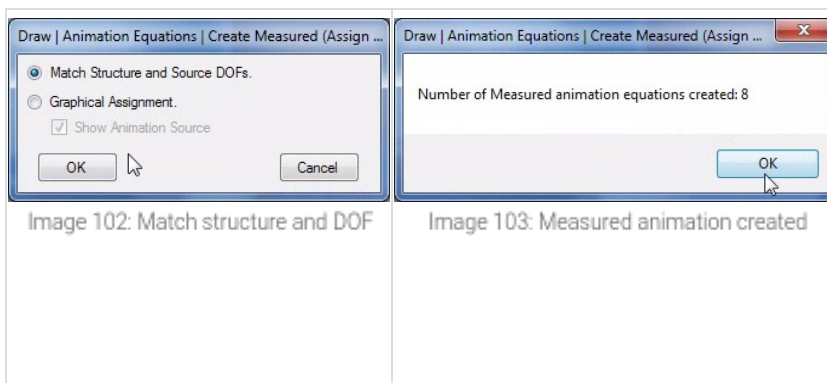 Draw | Animation Equations | Create Measured (Assign ...
Match Structure and Source DOFs.
Graphical Assignment.
Show Animation Source
OK
Cancel
Image 102: Match structure and DOF
Draw | Animation Equations | Create Measured (Assign ...
Number of Measured animation equations created: 8
OK
Image 103: Measured animation created